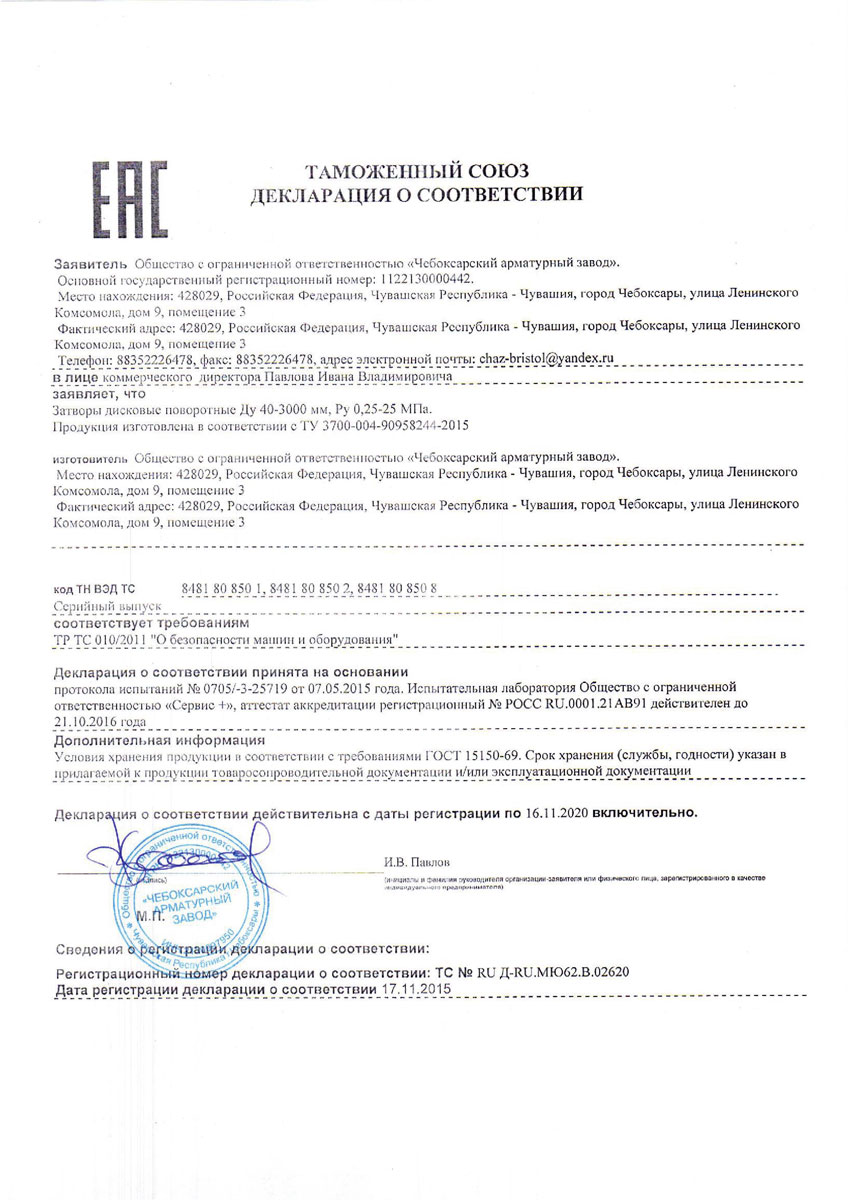 ЕАС
ТАМОЖЕННЫЙ СОЮЗ
ДЕКЛАРАЦИЯ О СООТВЕТСТВИИ
Заявитель Общество с ограниченной ответственностью «Чебоксарский арматурный завод».
Основной государственный регистрационный номер: 1122130000442.
Место нахождения: 428029, Российская Федерация, Чувашская Республика - Чувашия, город Чебоксары, улица Ленинского
Комсомола, дом 9, помещение 3
Фактический адрес: 428029, Российская Федерация, Чувашская Республика - Чувашия, город Чебоксары, улица Ленинского
Комсомола, дом 9, помещение 3
Телефон: 88352226478, факс: 88352226478, адрес электронной почты: chaz-bristol@yandex.ru
в лице коммерческого директора Павлова Ивана Владимировича
заявляет, что
Затворы дисковые поворотные Ду 40-3000 мм, Ру 0,25-25 МПа.
Продукция изготовлена в соответствии с ТУ 3700-004-90958244-2015
изготовитель Общество с ограниченной ответственностью «Чебоксарский арматурный завод».
Место нахождения: 428029, Российская Федерация, Чувашская Республика - Чувашия, город Чебоксары, улица Ленинского
Комсомола, дом 9, помещение 3
Фактический адрес: 428029, Российская Федерация, Чувашская Республика - Чувашия, город Чебоксары, улица Ленинского
Комсомола, дом 9, помещение 3
код ТН ВЭД ТС 8481 80 850 1, 8481 80 850 2, 8481 80 850 8
Серийный выпуск
соответствует требованиям
ТР ТС 010/2011 "О безопасности машин и оборудования"
Декларация о соответствии принята на основании
протокола испытаний № 0705/-3-25719 от 07.05.2015 года. Испытательная лаборатория Общество с ограниченной
ответственностью «Сервис +», аттестат аккредитации регистрационный № РОСС RU.0001.21АВ91 действителен до
21.10.2016 года
Дополнительная информация
Условия хранения продукции в соответствии с требованиями ГОСТ 15150-69. Срок хранения (службы, годности) указан в
прилагаемой к продукции товаросопроводительной документации и/или эксплуатационной документации
Декларация о соответствии действительна с даты регистрации по 16.11.2020 включительно.
И.В. Павлов
(подпись)
(инициалы и фамилия руководителя организации-заявителя или физического лица, зарегистрированного в качестве
индивидуального предпринимателя)
М.П.
Общество с ограниченной ответственностью
«ЧЕБОКСАРСКИЙ
АРМАТУРНЫЙ
ЗАВОД»
Чувашская Республика г. Чебоксары
Сведения о регистрации декларации о соответствии:
Регистрационный номер декларации о соответствии: ТС № RU Д-RU.МЮ62.В.02620
Дата регистрации декларации о соответствии 17.11.2015